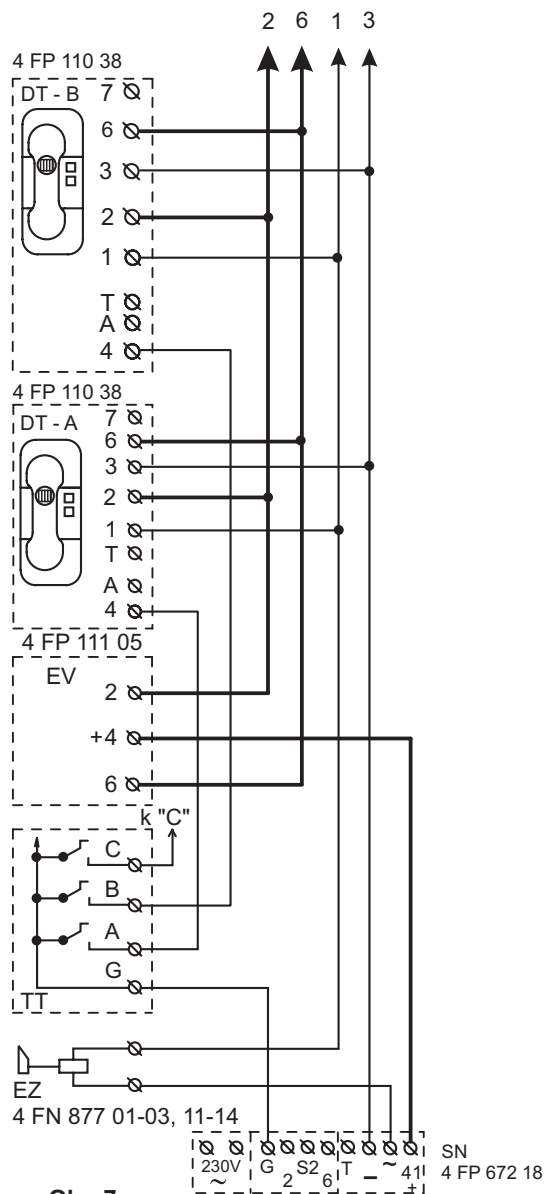 2 6 1 3
4 FP 110 38
DT - B
7
6
3
2
1
T
A
4
4 FP 110 38
DT - A
7
6
3
2
1
T
A
4
4 FP 111 05
EV
2
+4
6
k "C"
C
B
A
G
TT
EZ
4 FN 877 01-03, 11-14
230V ~ G 2 S2 6 T – ~ 41 +
SN
4 FP 672 18